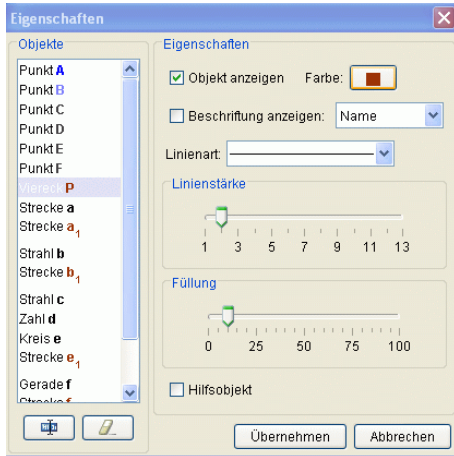 Eigenschaften
Objekte
Punkt A
Punkt B
Punkt C
Punkt D
Punkt E
Punkt F
Viereck P
Strecke a
Strecke a1
Strahl b
Strecke b1
Strahl c
Zahl d
Kreis e
Strecke e1
Gerade f
Strecke f
Eigenschaften
Objekt anzeigen Farbe:
Beschriftung anzeigen: Name
Linienart:
Linienstärke
1 3 5 7 9 11 13
Füllung
0 25 50 75 100
Hilfsobjekt
Übernehmen Abbrechen